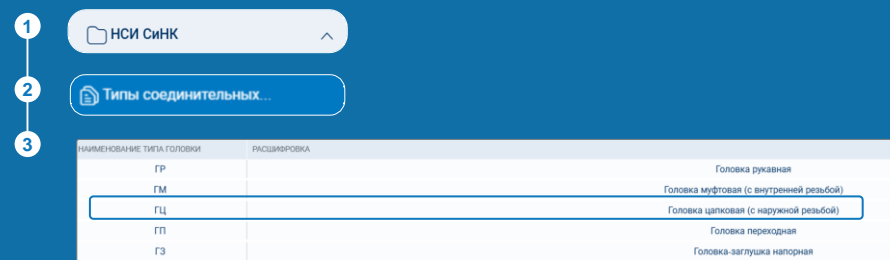 1
НСИ СиНК
2
Типы соединительных...
3
НАИМЕНОВАНИЕ ТИПА ГОЛОВКИ РАСШИФРОВКА
ГР Головка рукавная
ГМ Головка муфтовая (с внутренней резьбой)
ГЦ Головка цапковая (с наружной резьбой)
ГП Головка переходная
ГЗ Головка-заглушка напорная